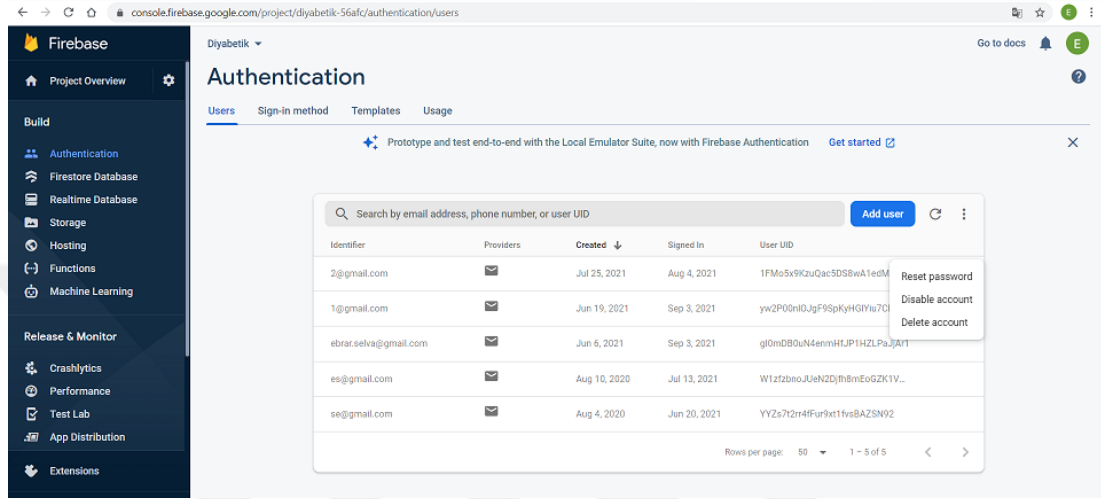 console.firebase.google.com/project/diyabetik-56afc/authentication/users
E
Firebase
Project Overview
Build
Authentication
Firestore Database
Realtime Database
Storage
Hosting
Functions
Machine Learning
Release & Monitor
Crashlytics
Performance
Test Lab
App Distribution
Extensions
Diyabetik
Go to docs
E
Authentication
?
Users Sign-in method Templates Usage
Prototype and test end-to-end with the Local Emulator Suite, now with Firebase Authentication Get started
Search by email address, phone number, or user UID Add user
Identifier Providers Created Signed In User UID
2@gmail.com Jul 25, 2021 Aug 4, 2021
1@gmail.com Jun 19, 2021 Sep 3, 2021
ebrar.selva@gmail.com Jun 6, 2021 Sep 3, 2021
es@gmail.com Aug 10, 2020 Jul 13, 2021
se@gmail.com Aug 4, 2020 Jun 20, 2021 YYZs7t2rr4fFur9xt1fvsBAZSN92
Reset password
Disable account
Delete account
Rows per page: 50 1 – 5 of 5